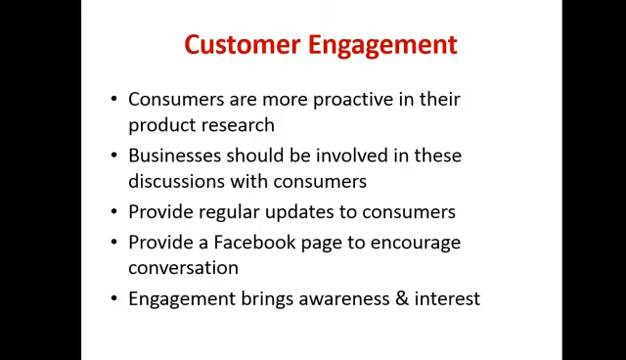 Customer Engagement
• Consumers are more proactive in their
product research
• Businesses should be involved in these
discussions with consumers
• Provide regular updates to consumers
• Provide a Facebook page to encourage
conversation
• Engagement brings awareness & interest